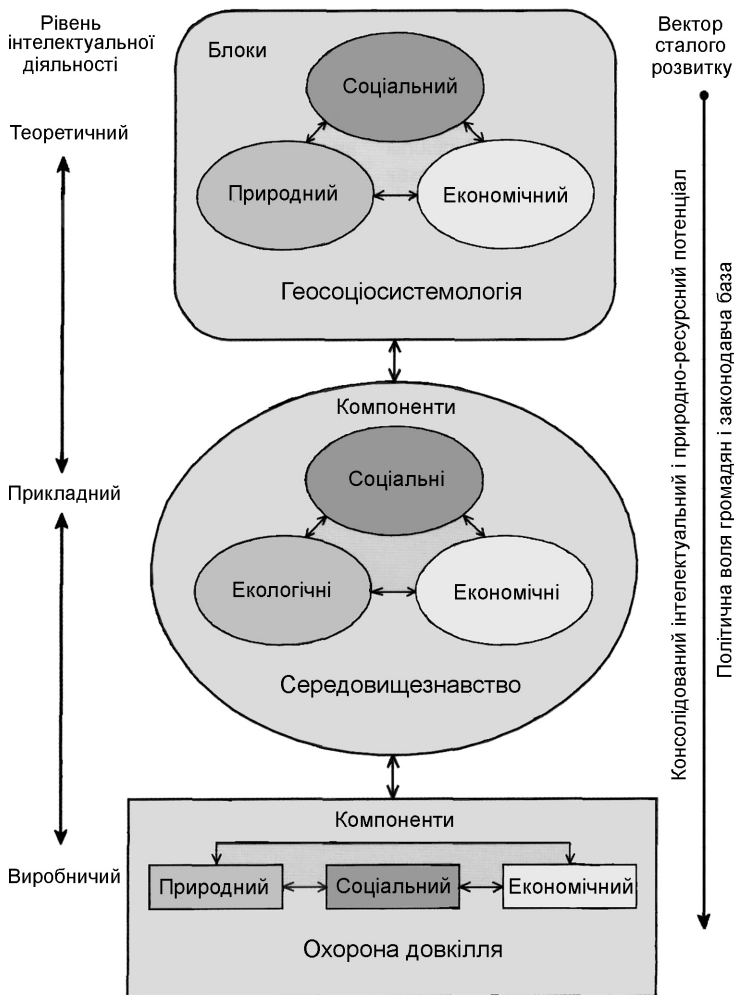 Рівень
інтелектуальної
діяльності
Вектор
сталого
розвитку
Блоки
Соціальний
Теоретичний
Природний
Економічний
Геосоціосистемологія
Компоненти
Соціальні
Прикладний
Екологічні
Економічні
Середовищезнавство
Консолідований інтелектуальний і природно-ресурсний потенціал
Політична воля громадян і законодавча база
Компоненти
Виробничий
Природний
Соціальний
Економічний
Охорона довкілля